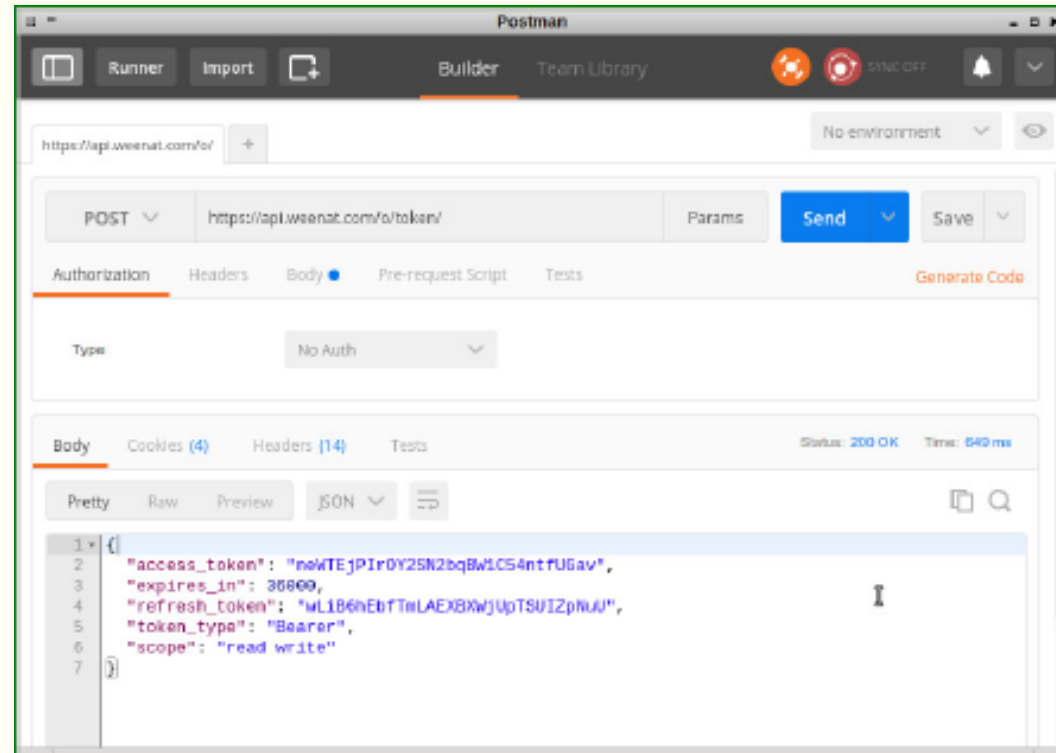 Postman
Runner Import Builder Team Library SYNC OFF
https://api.weenat.com/o/ + No environment
POST https://api.weenat.com/o/token/ Params Send Save
Authorization Headers Body Pre-request Script Tests Generate Code
Type No Auth
Body Cookies (4) Headers (14) Tests Status: 200 OK Time: 649 ms
Pretty Raw Preview JSON
1 {
2 "access_token":
3 "expires_in": 36000,
4 "refresh_token":
5 "token_type": "Bearer",
6 "scope": "read write"
7 }